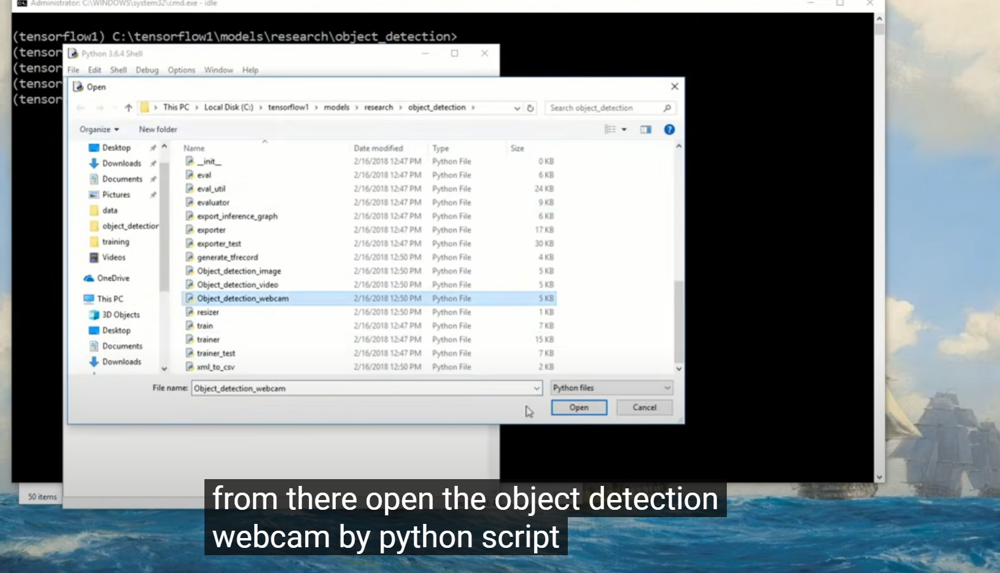 Administrator: C:\WINDOWS\system32\cmd.exe - idle
(tensorflow1) C:\tensorflow1\models\research\object_detection>
(tensor
(tensor
(tensor
(tensor
Python 3.6.4 Shell
File Edit Shell Debug Options Window Help
Open
This PC > Local Disk (C:) > tensorflow1 > models > research > object_detection >
Search object_detection
Organize New folder
Name Date modified Type Size
__init__ 2/16/2018 12:47 PM Python File 0 KB
eval 2/16/2018 12:47 PM Python File 6 KB
eval_util 2/16/2018 12:47 PM Python File 24 KB
evaluator 2/16/2018 12:47 PM Python File 9 KB
export_inference_graph 2/16/2018 12:47 PM Python File 6 KB
exporter 2/16/2018 12:47 PM Python File 17 KB
exporter_test 2/16/2018 12:47 PM Python File 30 KB
generate_tfrecord 2/16/2018 12:50 PM Python File 4 KB
Object_detection_image 2/16/2018 12:50 PM Python File 5 KB
Object_detection_video 2/16/2018 12:50 PM Python File 5 KB
Object_detection_webcam 2/16/2018 12:50 PM Python File 5 KB
resizer 2/16/2018 12:50 PM Python File 1 KB
train 2/16/2018 12:47 PM Python File 7 KB
trainer 2/16/2018 12:47 PM Python File 15 KB
trainer_test 2/16/2018 12:47 PM Python File 7 KB
xml_to_csv 2/16/2018 12:50 PM Python File 2 KB
Desktop
Downloads
Documents
Pictures
data
object_detection
training
Videos
OneDrive
This PC
3D Objects
Desktop
Documents
Downloads
File name: Object_detection_webcam Python files
Open Cancel
50 items
from there open the object detection
webcam by python script